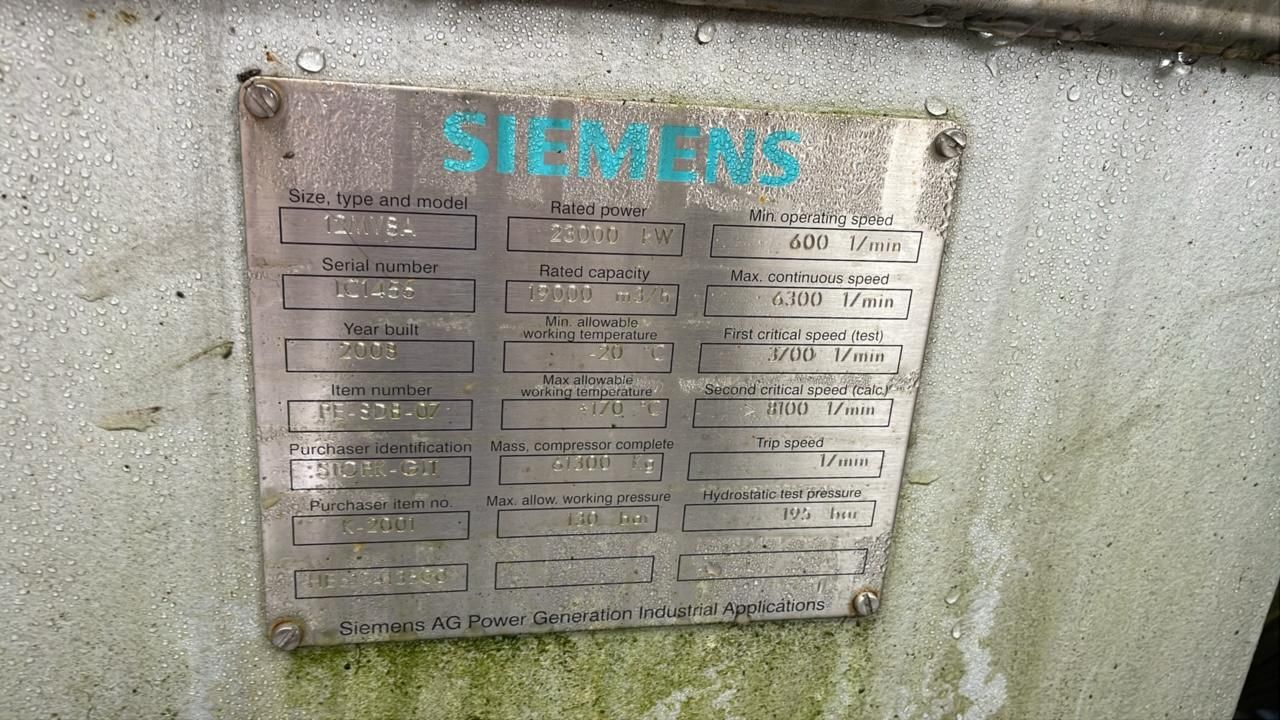 SIEMENS
Size, type and model
12MV8A
Serial number
Year built
2008
Item number
Purchaser identification
Purchaser item no.
K-2001
Rated power
23000 kW
Rated capacity
19000 m3/h
Min. allowable
working temperature
-20 °C
Max allowable
working temperature
°C
Mass, compressor complete
61300 Kg
Max. allow. working pressure
130 bar
Min. operating speed
600 1/min
Max. continuous speed
6300 1/min
First critical speed (test)
1/min
Second critical speed (calc)
> 8100 1/min
Trip speed
1/min
Hydrostatic test pressure
195 bar
Siemens AG Power Generation Industrial Applications